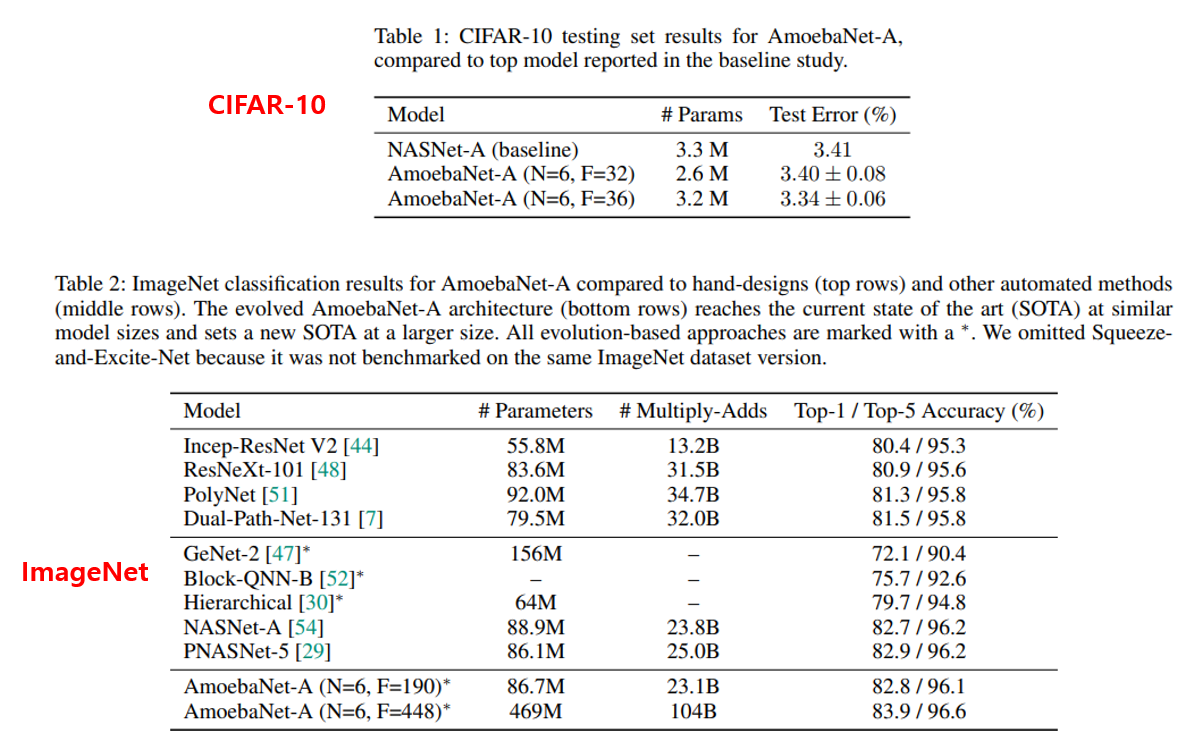 Table 1: CIFAR-10 testing set results for AmoebaNet-A,
compared to top model reported in the baseline study.
CIFAR-10
Model # Params Test Error (%)
NASNet-A (baseline) 3.3 M 3.41
AmoebaNet-A (N=6, F=32) 2.6 M 3.40 ± 0.08
AmoebaNet-A (N=6, F=36) 3.2 M 3.34 ± 0.06
Table 2: ImageNet classification results for AmoebaNet-A compared to hand-designs (top rows) and other automated methods
(middle rows). The evolved AmoebaNet-A architecture (bottom rows) reaches the current state of the art (SOTA) at similar
model sizes and sets a new SOTA at a larger size. All evolution-based approaches are marked with a *. We omitted Squeeze-
and-Excite-Net because it was not benchmarked on the same ImageNet dataset version.
Model # Parameters # Multiply-Adds Top-1 / Top-5 Accuracy (%)
Incep-ResNet V2 [44] 55.8M 13.2B 80.4 / 95.3
ResNeXt-101 [48] 83.6M 31.5B 80.9 / 95.6
PolyNet [51] 92.0M 34.7B 81.3 / 95.8
Dual-Path-Net-131 [7] 79.5M 32.0B 81.5 / 95.8
GeNet-2 [47]* 156M – 72.1 / 90.4
ImageNet
Block-QNN-B [52]* – – 75.7 / 92.6
Hierarchical [30]* 64M – 79.7 / 94.8
NASNet-A [54] 88.9M 23.8B 82.7 / 96.2
PNASNet-5 [29] 86.1M 25.0B 82.9 / 96.2
AmoebaNet-A (N=6, F=190)* 86.7M 23.1B 82.8 / 96.1
AmoebaNet-A (N=6, F=448)* 469M 104B 83.9 / 96.6